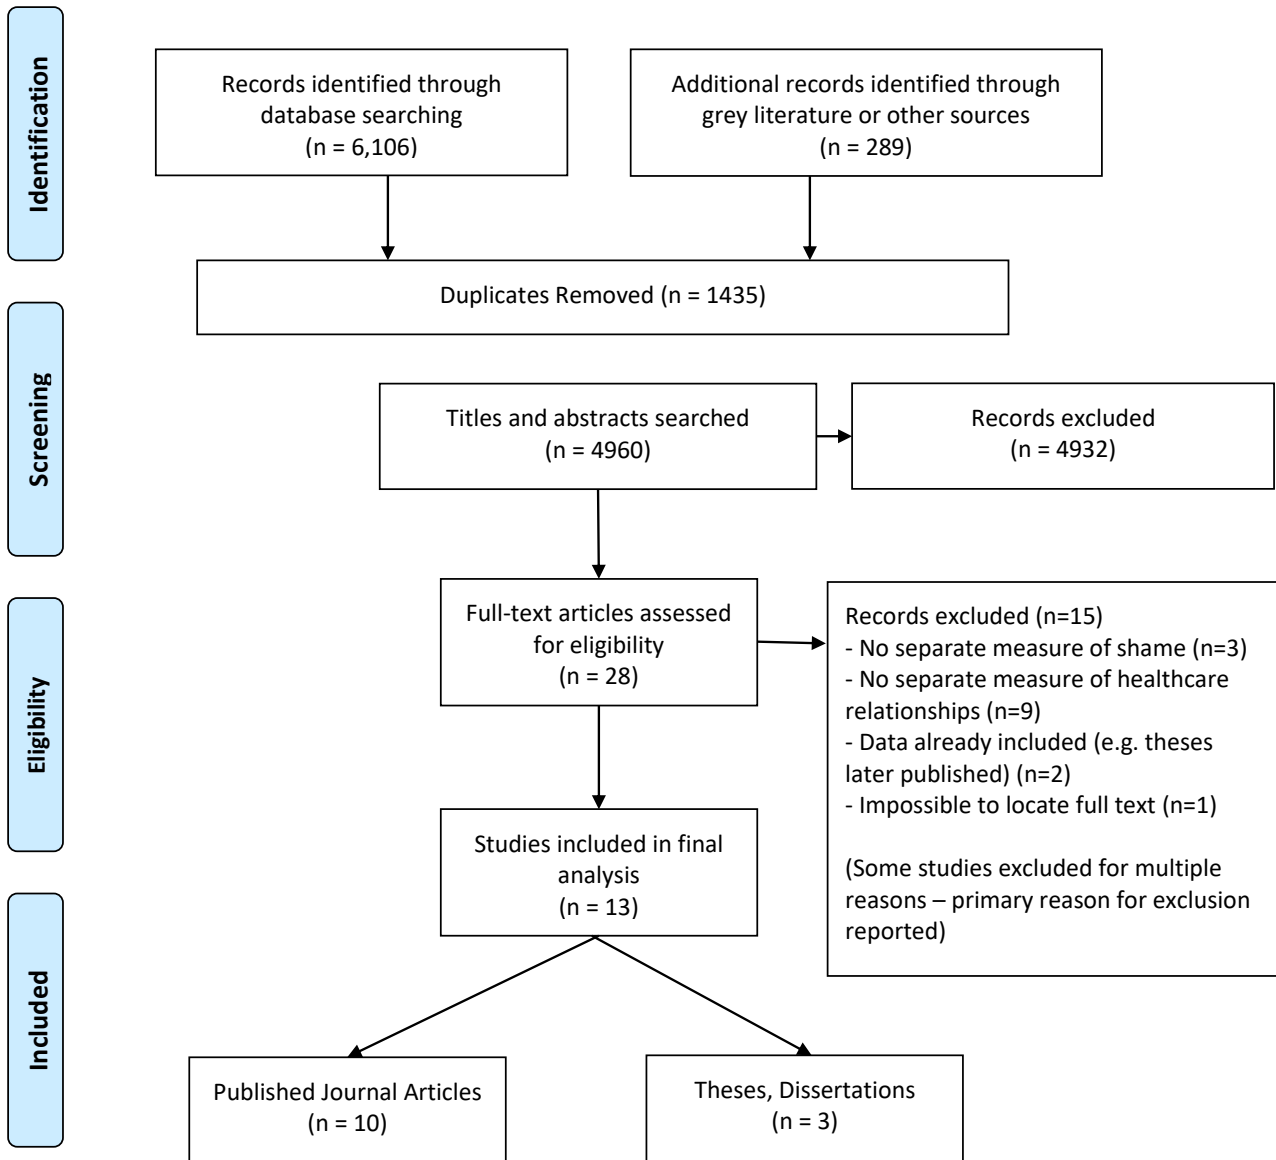 Identification
Records identified through
database searching
(n = 6,106)
Additional records identified through
grey literature or other sources
(n = 289)
Duplicates Removed (n = 1435)
Screening
Titles and abstracts searched
(n = 4960)
Records excluded
(n = 4932)
Eligibility
Full-text articles assessed
for eligibility
(n = 28)
Records excluded (n=15)
- No separate measure of shame (n=3)
- No separate measure of healthcare
relationships (n=9)
- Data already included (e.g. theses
later published) (n=2)
- Impossible to locate full text (n=1)
(Some studies excluded for multiple
reasons – primary reason for exclusion
reported)
Studies included in final
analysis
(n = 13)
Included
Published Journal Articles
(n = 10)
Theses, Dissertations
(n = 3)